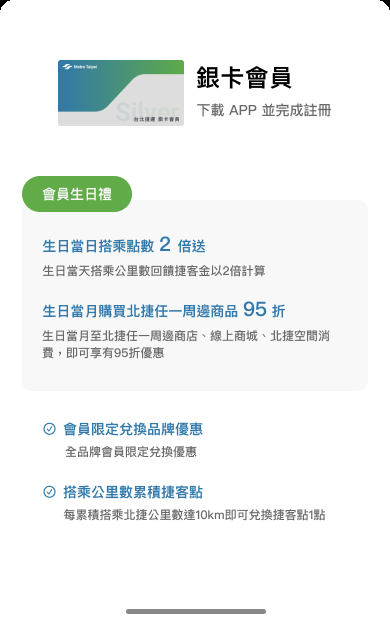 Metro Taipei
Silver
台北捷運 銀卡會員
銀卡會員
下載 APP 並完成註冊
會員生日禮
生日當日搭乘點數 2 倍送
生日當天搭乘公里數回饋捷客金以2倍計算
生日當月購買北捷任一周邊商品 95 折
生日當月至北捷任一周邊商店、線上商城、北捷空間消
費，即可享有95折優惠
會員限定兌換品牌優惠
全品牌會員限定兌換優惠
搭乘公里數累積捷客點
每累積搭乘北捷公里數達10km即可兌換捷客點1點